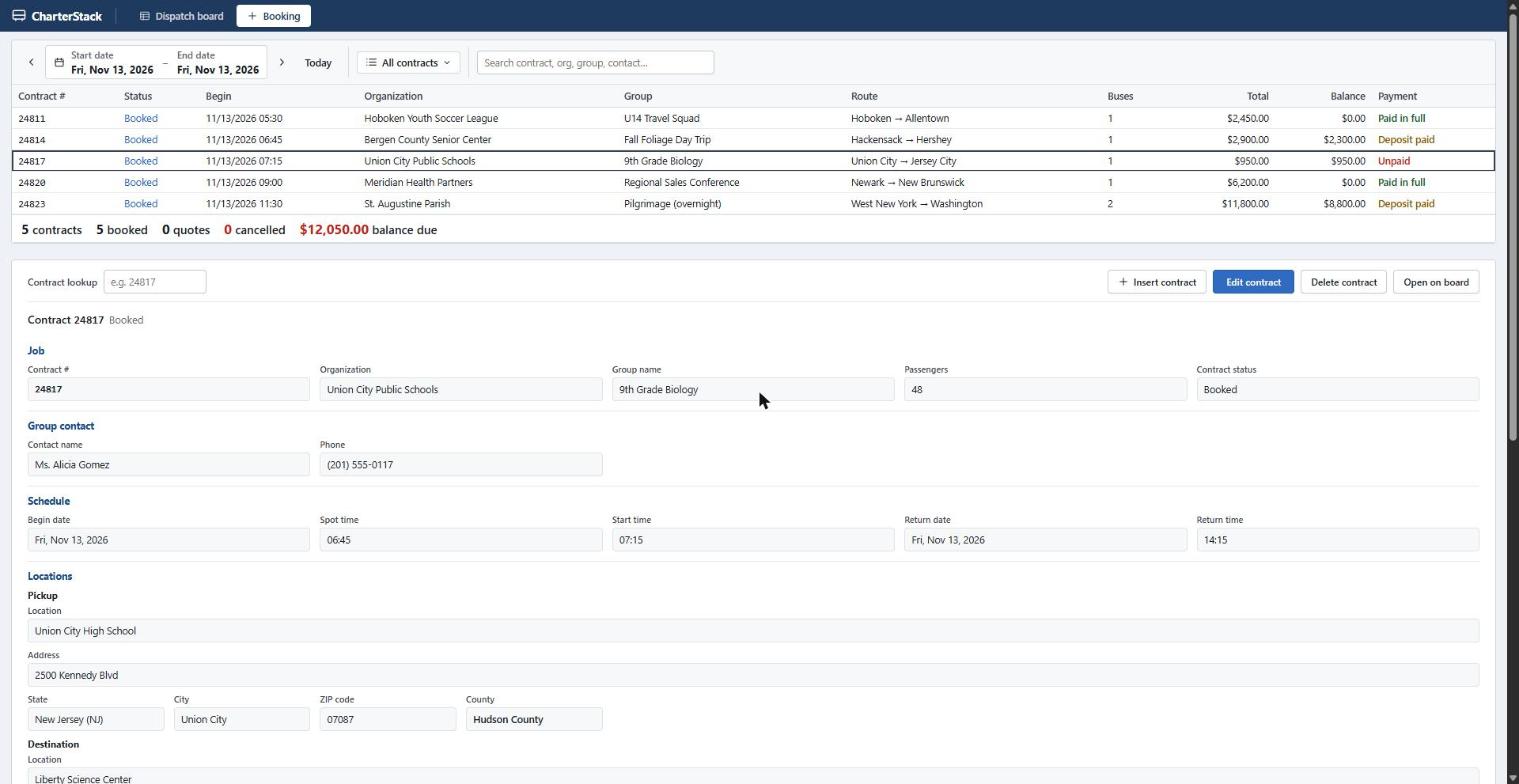 CharterStack Dispatch board + Booking
Start date End date
Fri, Nov 13, 2026 – Fri, Nov 13, 2026 Today All contracts Search contract, org, group, contact...
Contract # Status Begin Organization Group Route Buses Total Balance Payment
24811 Booked 11/13/2026 05:30 Hoboken Youth Soccer League U14 Travel Squad Hoboken → Allentown 1 $2,450.00 $0.00 Paid in full
24814 Booked 11/13/2026 06:45 Bergen County Senior Center Fall Foliage Day Trip Hackensack → Hershey 1 $2,900.00 $2,300.00 Deposit paid
24817 Booked 11/13/2026 07:15 Union City Public Schools 9th Grade Biology Union City → Jersey City 1 $950.00 $950.00 Unpaid
24820 Booked 11/13/2026 09:00 Meridian Health Partners Regional Sales Conference Newark → New Brunswick 1 $6,200.00 $0.00 Paid in full
24823 Booked 11/13/2026 11:30 St. Augustine Parish Pilgrimage (overnight) West New York → Washington 2 $11,800.00 $8,800.00 Deposit paid
5 contracts 5 booked 0 quotes 0 cancelled $12,050.00 balance due
Contract lookup e.g. 24817 + Insert contract Edit contract Delete contract Open on board
Contract 24817 Booked
Job
Contract # Organization Group name Passengers Contract status
24817 Union City Public Schools 9th Grade Biology 48 Booked
Group contact
Contact name Phone
Ms. Alicia Gomez (201) 555-0117
Schedule
Begin date Spot time Start time Return date Return time
Fri, Nov 13, 2026 06:45 07:15 Fri, Nov 13, 2026 14:15
Locations
Pickup
Location
Union City High School
Address
2500 Kennedy Blvd
State City ZIP code County
New Jersey (NJ) Union City 07087 Hudson County
Destination
Location
Liberty Science Center